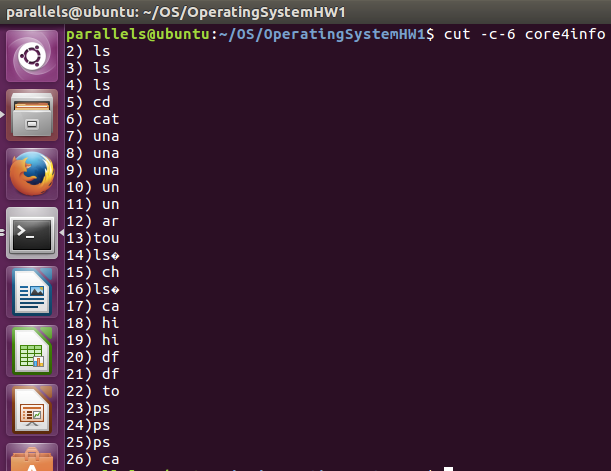 parallels@ubuntu: ~/OS/OperatingSystemHW1
parallels@ubuntu:~/OS/OperatingSystemHW1$ cut -c-6 core4info
2) ls
3) ls
4) ls
5) cd
6) cat
7) una
8) una
9) una
10) un
11) un
12) ar
13)tou
14)ls�
15) ch
16)ls�
17) ca
18) hi
19) hi
20) df
21) df
22) to
23)ps
24)ps
25)ps
26) ca